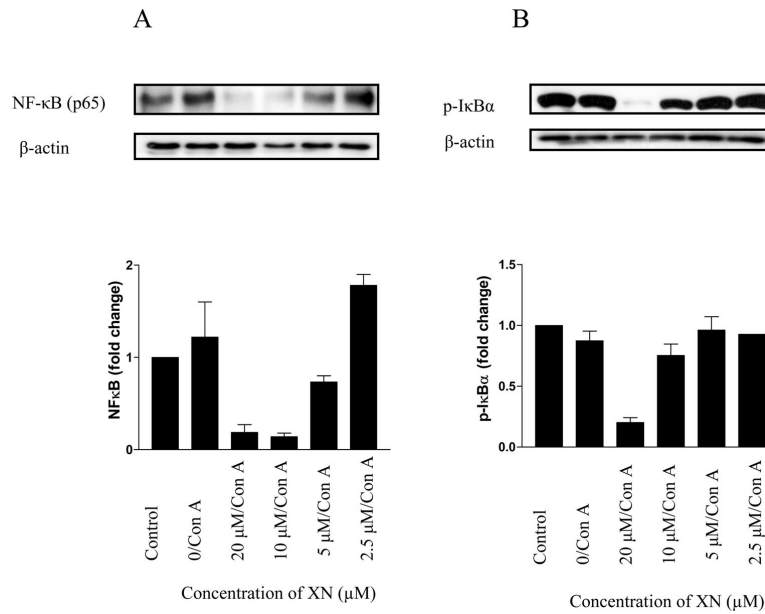 A
NF-κB (p65)
β-actin
NFκB (fold change)
2
1
0
Control
0/Con A
20 µM/Con A
10 µM/Con A
5 µM/Con A
2.5 µM/Con A
Concentration of XN (µM)
B
p-IκBα
β-actin
p-IκBα (fold change)
1.5
1.0
0.5
0.0
Control
0/Con A
20 µM/Con A
10 µM/Con A
5 µM/Con A
2.5 µM/Con A
Concentration of XN (µM)